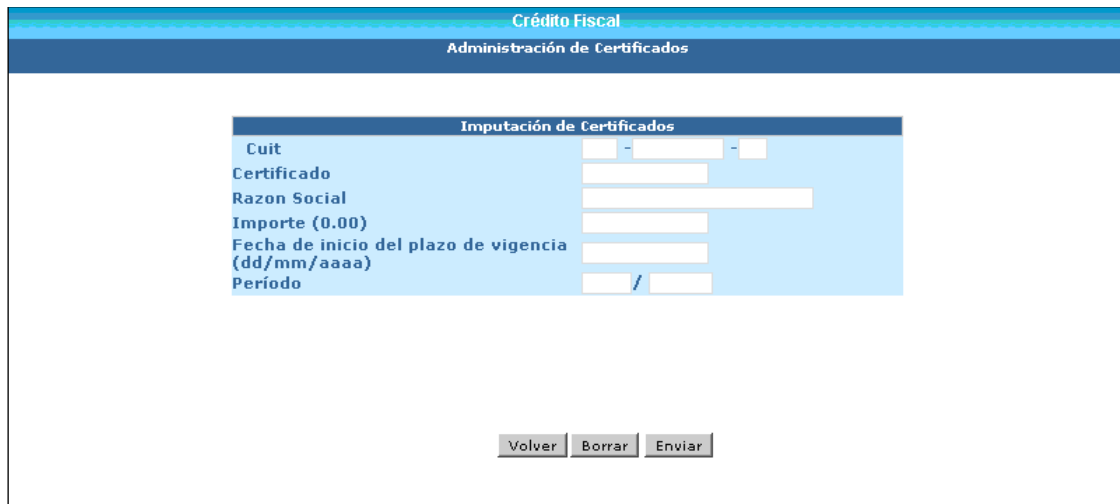 Crédito Fiscal
Administración de Certificados
Imputación de Certificados
Cuit - -
Certificado
Razon Social
Importe (0.00)
Fecha de inicio del plazo de vigencia
(dd/mm/aaaa)
Período /
Volver Borrar Enviar